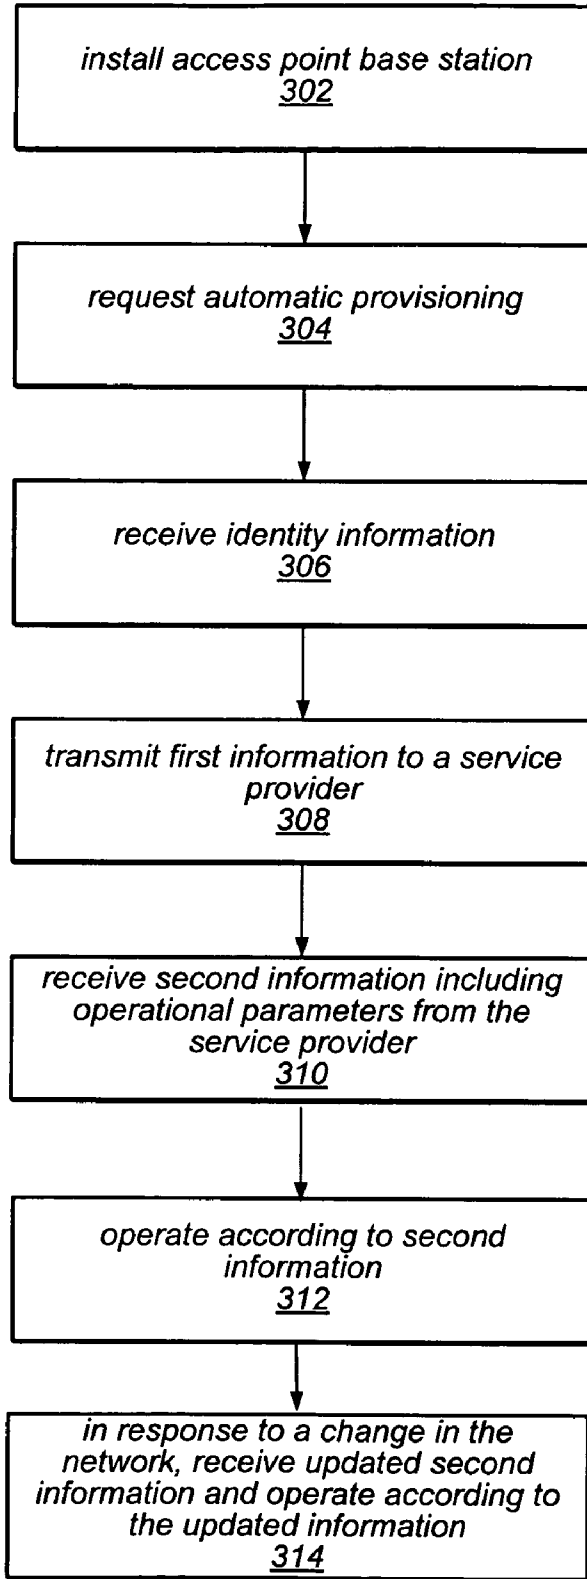 install access point base station
302
request automatic provisioning
304
receive identity information
306
transmit first information to a service
provider
308
receive second information including
operational parameters from the
service provider
310
operate according to second
information
312
in response to a change in the
network, receive updated second
information and operate according to
the updated information
314